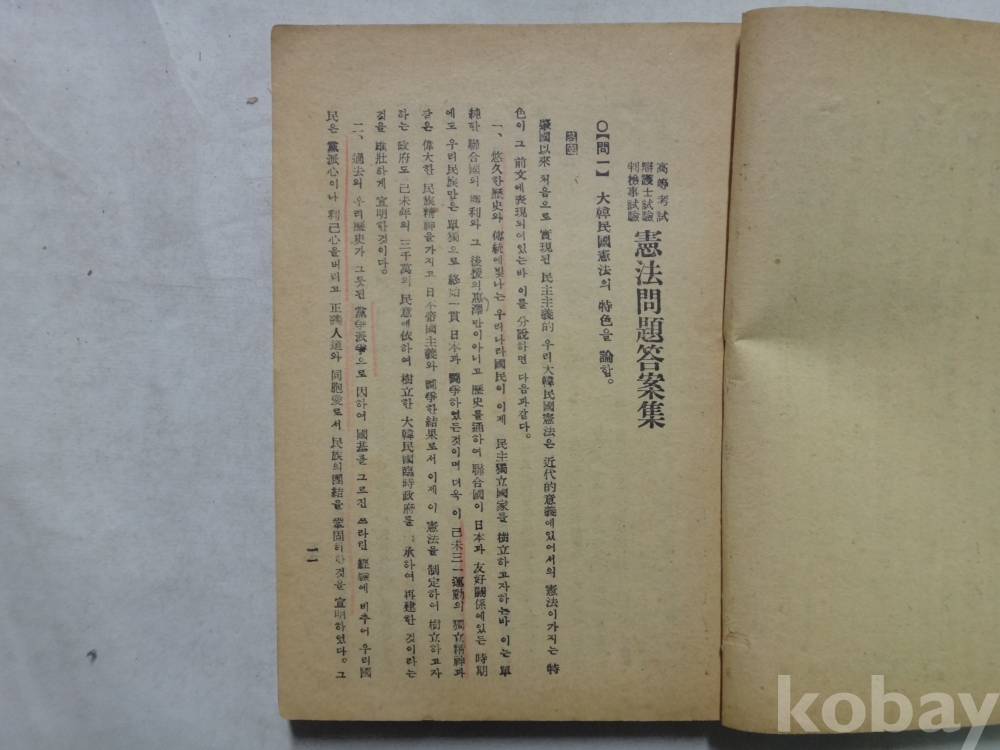 高等考試
辯護士試驗
判檢事試驗
憲法問題答案集
〇【問一】 大韓民國憲法의 特色을 論함。
肇國以來 처음으로 實現된 民主主義的 우리大韓民國憲法은 近代的意義에있어서의 憲法이가지는 特
色이 그 前文에表現되여있는바 이를 分說하면 다음과같다。
一、悠久한歷史와 傳統에빛나는 우리나라國民이 이제 民主獨立國家를 樹立하고자하는바 이는 單
純한 聯合國의 勝利와 그 後援의惠澤만이아니고 歷史를通하여 聯合國이 日本과 友好關係에있든 時期
에도 우리民族만은 單獨으로 終始一貫 日本과 鬪爭하였든것이며 더욱이 己未三一運動의 獨立精神과
같은 偉大한 民族精神을가지고 日本帝國主義와 鬪爭한結果로서 이제 이 憲法을 制定하여 樹立하고자
하는 政府도 己未年의 三千萬의 民意에依하여 樹立한 大韓民國臨時政府를 承하여 再建한 것이라는
것을 雄壯하게 宣明한것이다。
二、過去의 우리歷史가 그릇된 黨爭派爭으로 因하여 國基를 그르긴 쓰라린 經驗에 비추어 우리國
民은 黨派心이나 利己心을버리고 正義人道와 同胞愛로서 民族의團結을 鞏固히한것을 宣明하였다。그
一一
kobay